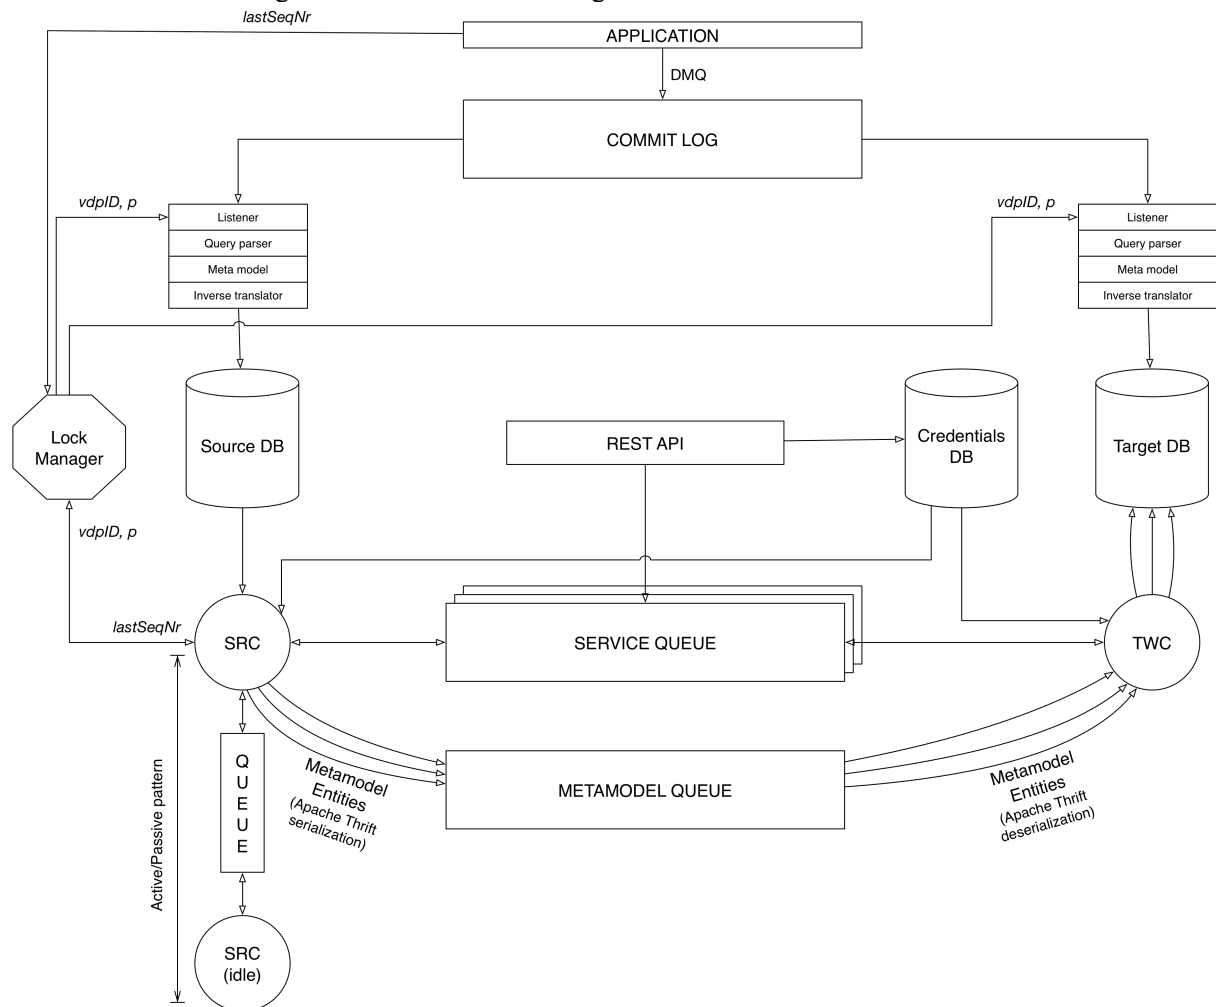 lastSeqNr
APPLICATION
DMQ
COMMIT LOG
vdpID, p
vdpID, p
Listener
Query parser
Meta model
Inverse translator
Listener
Query parser
Meta model
Inverse translator
Lock
Manager
Source DB
REST API
Credentials
DB
Target DB
vdpID, p
lastSeqNr
SRC
SERVICE QUEUE
TWC
Q
U
E
U
E
Metamodel
Entities
(Apache Thrift
serialization)
METAMODEL QUEUE
Metamodel
Entities
(Apache Thrift
deserialization)
Active/Passive pattern
SRC
(idle)